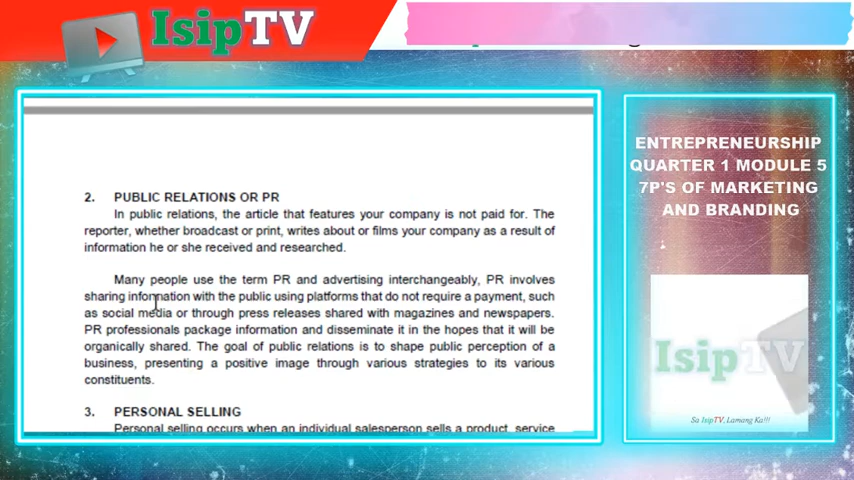 IsipTV
ENTREPRENEURSHIP
QUARTER 1 MODULE 5
7P'S OF MARKETING
AND BRANDING
2. PUBLIC RELATIONS OR PR
In public relations, the article that features your company is not paid for. The
reporter, whether broadcast or print, writes about or films your company as a result of
information he or she received and researched.
Many people use the term PR and advertising interchangeably, PR involves
sharing information with the public using platforms that do not require a payment, such
as social media or through press releases shared with magazines and newspapers.
PR professionals package information and disseminate it in the hopes that it will be
organically shared. The goal of public relations is to shape public perception of a
business, presenting a positive image through various strategies to its various
constituents.
3. PERSONAL SELLING
Personal selling occurs when an individual salesperson sells a product, service
IsipTV
Sa IsipTV, Lamang Ka!!!